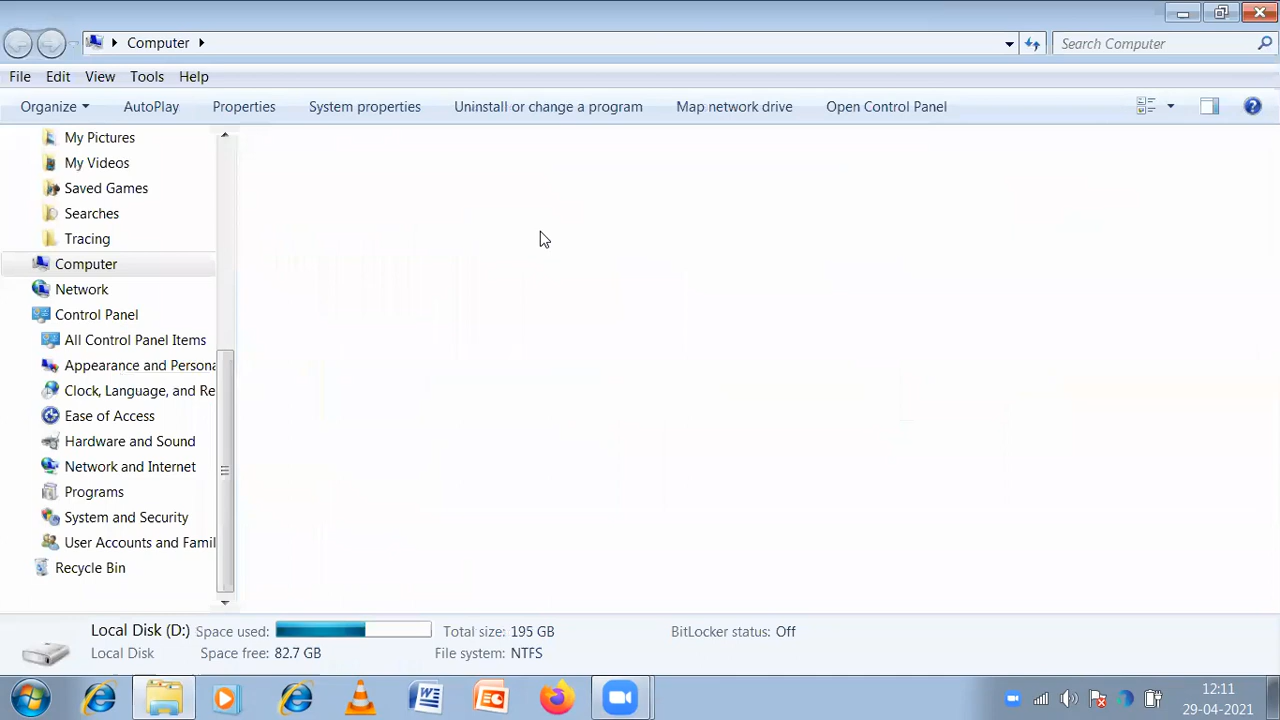 Computer
Search Computer
File Edit View Tools Help
Organize AutoPlay Properties System properties Uninstall or change a program Map network drive Open Control Panel
My Pictures
My Videos
Saved Games
Searches
Tracing
Computer
Network
Control Panel
All Control Panel Items
Appearance and Persona
Clock, Language, and Re
Ease of Access
Hardware and Sound
Network and Internet
Programs
System and Security
User Accounts and Famil
Recycle Bin
Local Disk (D:) Space used: Total size: 195 GB BitLocker status: Off
Local Disk Space free: 82.7 GB File system: NTFS
12:11
29-04-2021